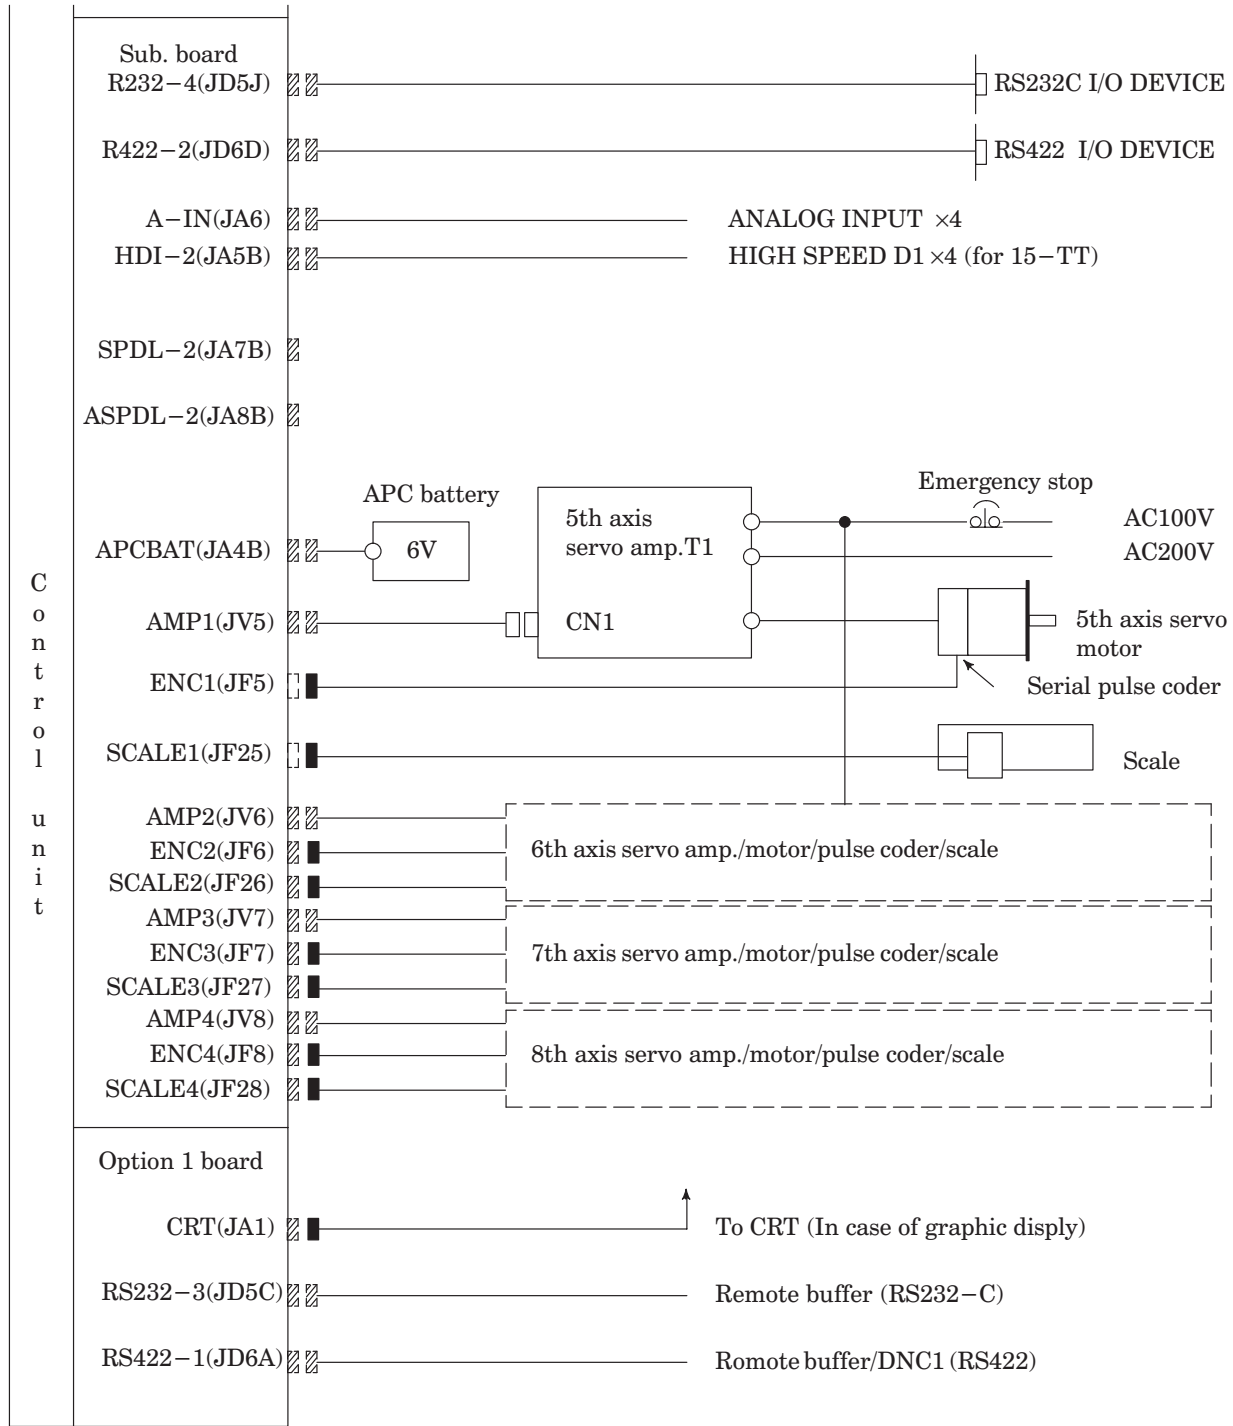 Control unit
Sub. board
R232−4(JD5J)
RS232C I/O DEVICE
R422−2(JD6D)
RS422 I/O DEVICE
A−IN(JA6)
ANALOG INPUT ×4
HDI−2(JA5B)
HIGH SPEED D1 ×4 (for 15−TT)
SPDL−2(JA7B)
ASPDL−2(JA8B)
APC battery
5th axis
servo amp.T1
Emergency stop
AC100V
AC200V
APCBAT(JA4B)
6V
AMP1(JV5)
CN1
5th axis servo
motor
ENC1(JF5)
Serial pulse coder
SCALE1(JF25)
Scale
AMP2(JV6)
ENC2(JF6)
6th axis servo amp./motor/pulse coder/scale
SCALE2(JF26)
AMP3(JV7)
ENC3(JF7)
7th axis servo amp./motor/pulse coder/scale
SCALE3(JF27)
AMP4(JV8)
ENC4(JF8)
8th axis servo amp./motor/pulse coder/scale
SCALE4(JF28)
Option 1 board
CRT(JA1)
To CRT (In case of graphic disply)
RS232−3(JD5C)
Remote buffer (RS232−C)
RS422−1(JD6A)
Romote buffer/DNC1 (RS422)